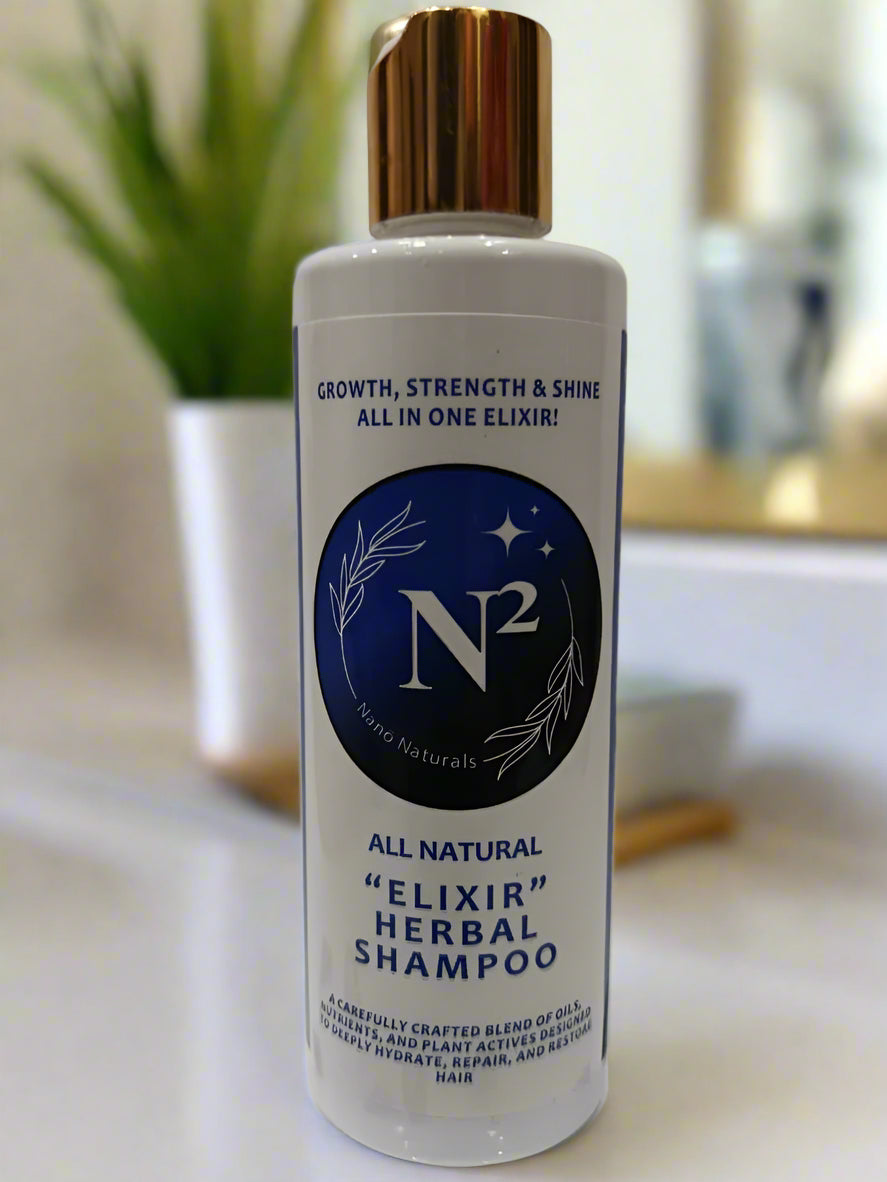 GROWTH, STRENGTH & SHINE
ALL IN ONE ELIXIR!
N²
Nano Naturals
ALL NATURAL
“ELIXIR”
HERBAL
SHAMPOO
A CAREFULLY CRAFTED BLEND OF OILS,
NUTRIENTS, AND PLANT ACTIVES DESIGNED
TO DEEPLY HYDRATE, REPAIR, AND RESTORE
HAIR